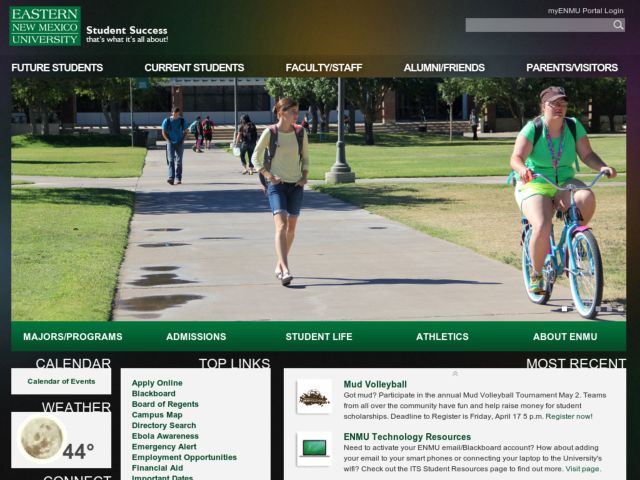 EASTERN
NEW MEXICO
UNIVERSITY
Student Success
that's what it's all about!
myENMU Portal Login
FUTURE STUDENTS
CURRENT STUDENTS
FACULTY/STAFF
ALUMNI/FRIENDS
PARENTS/VISITORS
MAJORS/PROGRAMS
ADMISSIONS
STUDENT LIFE
ATHLETICS
ABOUT ENMU
CALENDAR
Calendar of Events
WEATHER
44°
CONNECT
TOP LINKS
Apply Online
Blackboard
Board of Regents
Campus Map
Directory Search
Ebola Awareness
Emergency Alert
Employment Opportunities
Financial Aid
Important Dates
MOST RECENT
Mud Volleyball
Got mud? Participate in the annual Mud Volleyball Tournament May 2. Teams
from all over the community have fun and help raise money for student
scholarships. Deadline to Register is Friday, April 17 5 p.m. Register now!
ENMU Technology Resources
Need to activate your ENMU email/Blackboard account? How about adding
your email to your smart phones or connecting your laptop to the University's
wifi? Check out the ITS Student Resources page to find out more. Visit page.